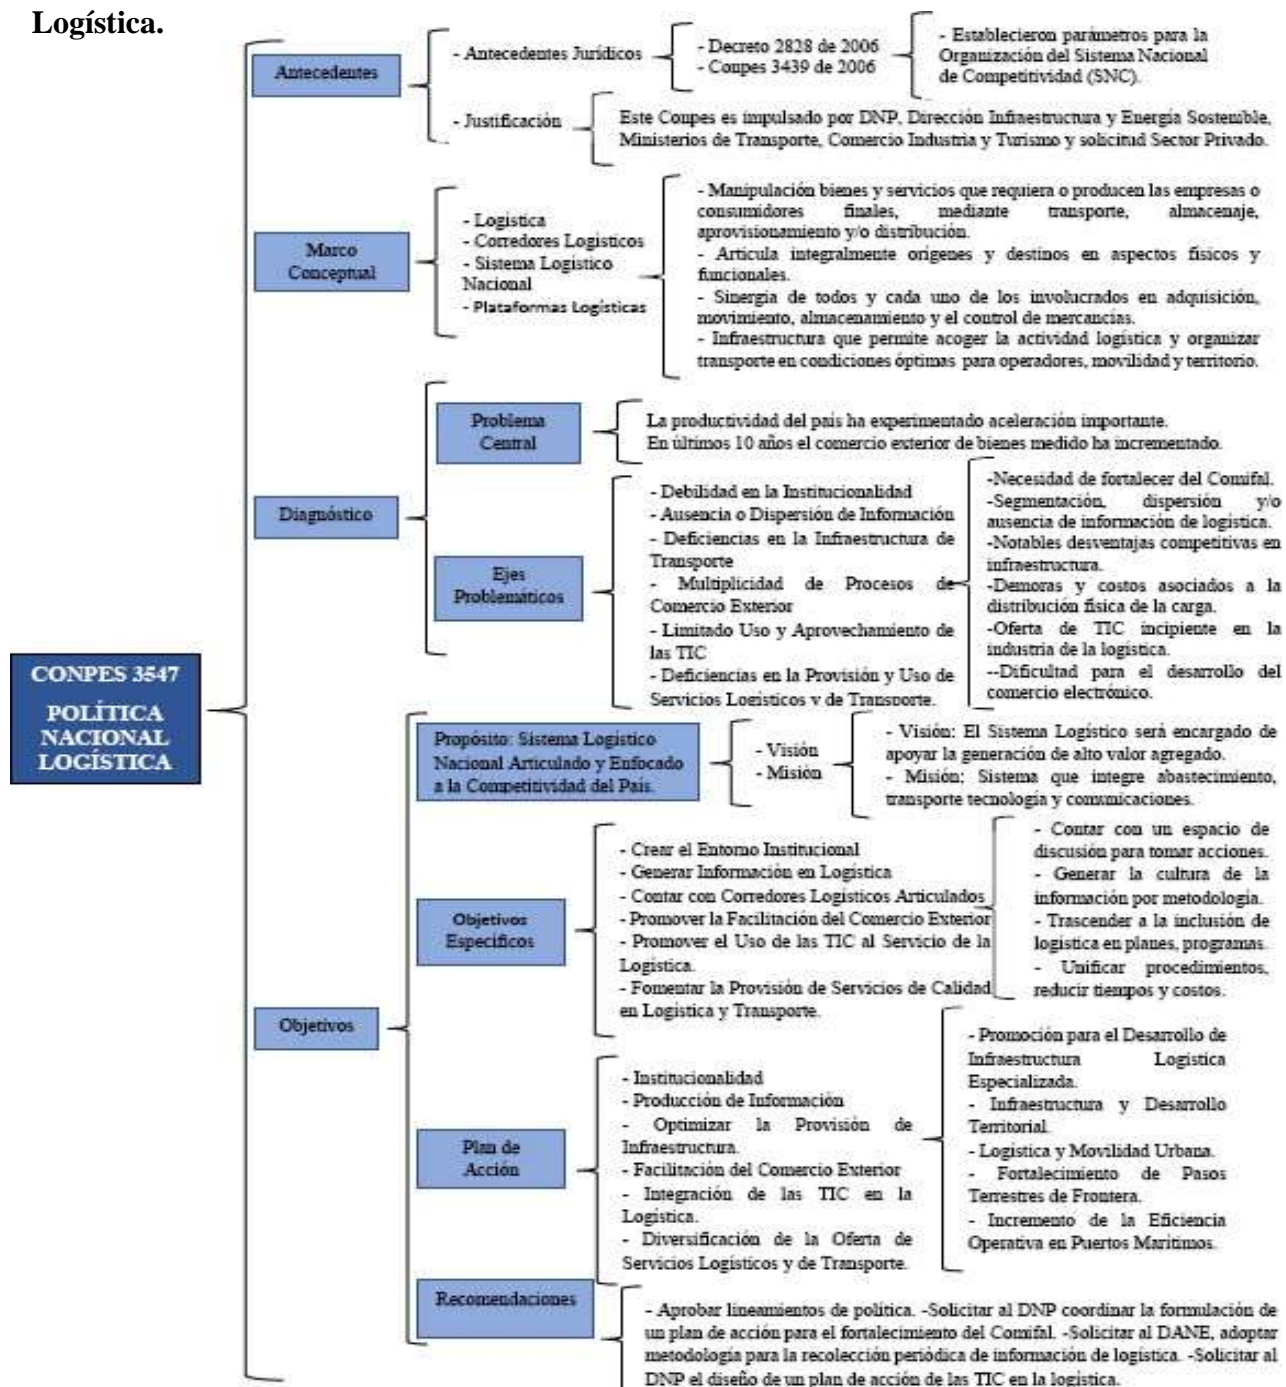 Logística.
Antecedentes
- Antecedentes Jurídicos
- Decreto 2828 de 2006
- Conpes 3439 de 2006
- Establecieron parámetros para la
Organización del Sistema Nacional
de Competitividad (SNC).
- Justificación
Este Conpes es impulsado por DNP, Dirección Infraestructura y Energía Sostenible,
Ministerios de Transporte, Comercio Industria y Turismo y solicitud Sector Privado.
Marco
Conceptual
- Logística
- Corredores Logísticos
- Sistema Logístico
Nacional
- Plataformas Logísticas
- Manipulación bienes y servicios que requiera o producen las empresas o
consumidores finales, mediante transporte, almacenaje,
aprovisionamiento y/o distribución.
- Articula integralmente orígenes y destinos en aspectos físicos y
funcionales.
- Sinergia de todos y cada uno de los involucrados en adquisición,
movimiento, almacenamiento y el control de mercancías.
- Infraestructura que permite acoger la actividad logística y organizar
transporte en condiciones óptimas para operadores, movilidad y territorio.
Diagnóstico
Problema
Central
La productividad del país ha experimentado aceleración importante.
En últimos 10 años el comercio exterior de bienes medido ha incrementado.
Ejes
Problemáticos
- Debilidad en la Institucionalidad
- Ausencia o Dispersión de Información
- Deficiencias en la Infraestructura de
Transporte
- Multiplicidad de Procesos de
Comercio Exterior
- Limitado Uso y Aprovechamiento de
las TIC
- Deficiencias en la Provisión y Uso de
Servicios Logísticos y de Transporte.
-Necesidad de fortalecer del Comifal.
-Segmentación, dispersión y/o
ausencia de información de logística.
-Notables desventajas competitivas en
infraestructura.
-Demoras y costos asociados a la
distribución física de la carga.
-Oferta de TIC incipiente en la
industria de la logística.
--Dificultad para el desarrollo del
comercio electrónico.
CONPES 3547
POLÍTICA
NACIONAL
LOGÍSTICA
Objetivos
Propósito: Sistema Logístico
Nacional Articulado y Enfocado
a la Competitividad del País.
- Visión
- Misión
- Visión: El Sistema Logístico será encargado de
apoyar la generación de alto valor agregado.
- Misión: Sistema que integre abastecimiento,
transporte tecnología y comunicaciones.
Objetivos
Específicos
- Crear el Entorno Institucional
- Generar Información en Logística
- Contar con Corredores Logísticos Articulados
- Promover la Facilitación del Comercio Exterior
- Promover el Uso de las TIC al Servicio de la
Logística.
- Fomentar la Provisión de Servicios de Calidad
en Logística y Transporte.
- Contar con un espacio de
discusión para tomar acciones.
- Generar la cultura de la
información por metodología.
- Trascender a la inclusión de
logística en planes, programas.
- Unificar procedimientos,
reducir tiempos y costos.
Plan de
Acción
- Institucionalidad
- Producción de Información
- Optimizar la Provisión de
Infraestructura.
- Facilitación del Comercio Exterior
- Integración de las TIC en la
Logística.
- Diversificación de la Oferta de
Servicios Logísticos y de Transporte.
- Promoción para el Desarrollo de
Infraestructura Logística
Especializada.
- Infraestructura y Desarrollo
Territorial.
- Logística y Movilidad Urbana.
- Fortalecimiento de Pasos
Terrestres de Frontera.
- Incremento de la Eficiencia
Operativa en Puertos Marítimos.
Recomendaciones
- Aprobar lineamientos de política. -Solicitar al DNP coordinar la formulación de
un plan de acción para el fortalecimiento del Comifal. -Solicitar al DANE, adoptar
metodología para la recolección periódica de información de logística. -Solicitar al
DNP el diseño de un plan de acción de las TIC en la logística.